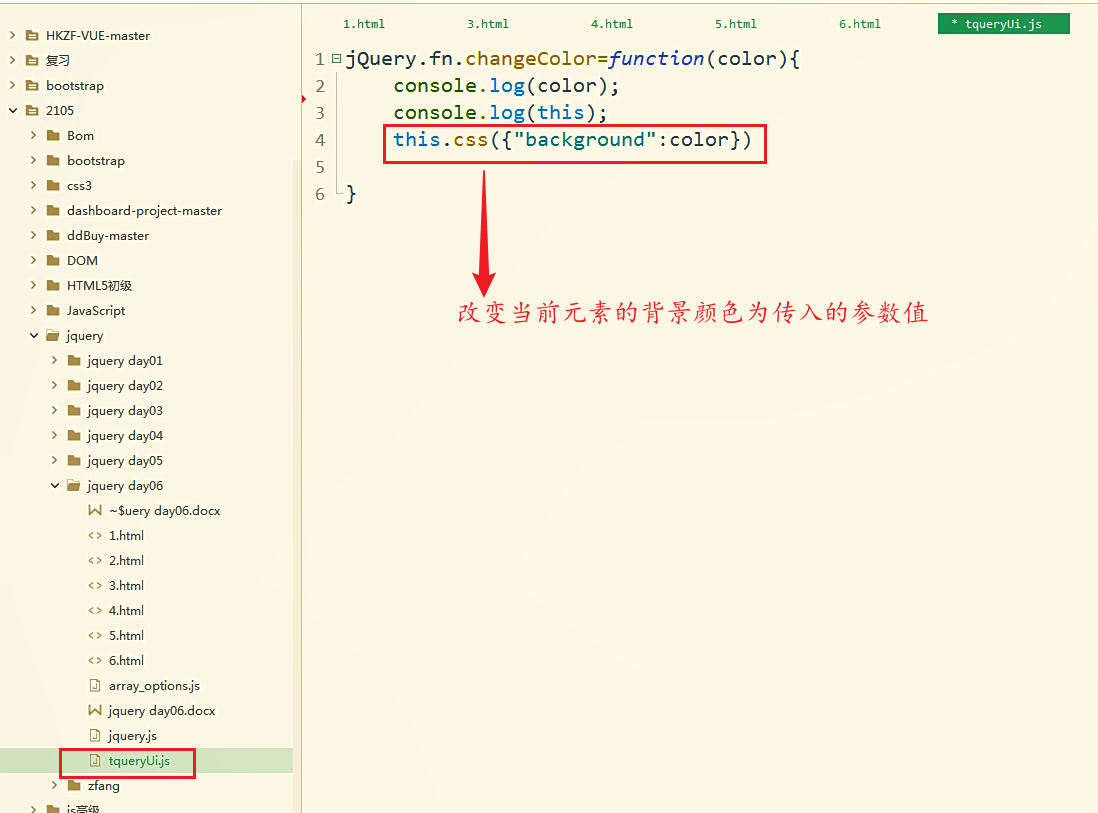 HKZF-VUE-master
复习
bootstrap
2105
Bom
bootstrap
css3
dashboard-project-master
ddBuy-master
DOM
HTML5初级
JavaScript
jquery
jquery day01
jquery day02
jquery day03
jquery day04
jquery day05
jquery day06
~$uery day06.docx
1.html
2.html
3.html
4.html
5.html
6.html
array_options.js
jquery day06.docx
jquery.js
tqueryUi.js
zfang
js高级
1.html 3.html 4.html 5.html 6.html * tqueryUi.js
1 jQuery.fn.changeColor=function(color){
2 console.log(color);
3 console.log(this);
4 this.css({"background":color})
5
6 }
改变当前元素的背景颜色为传入的参数值